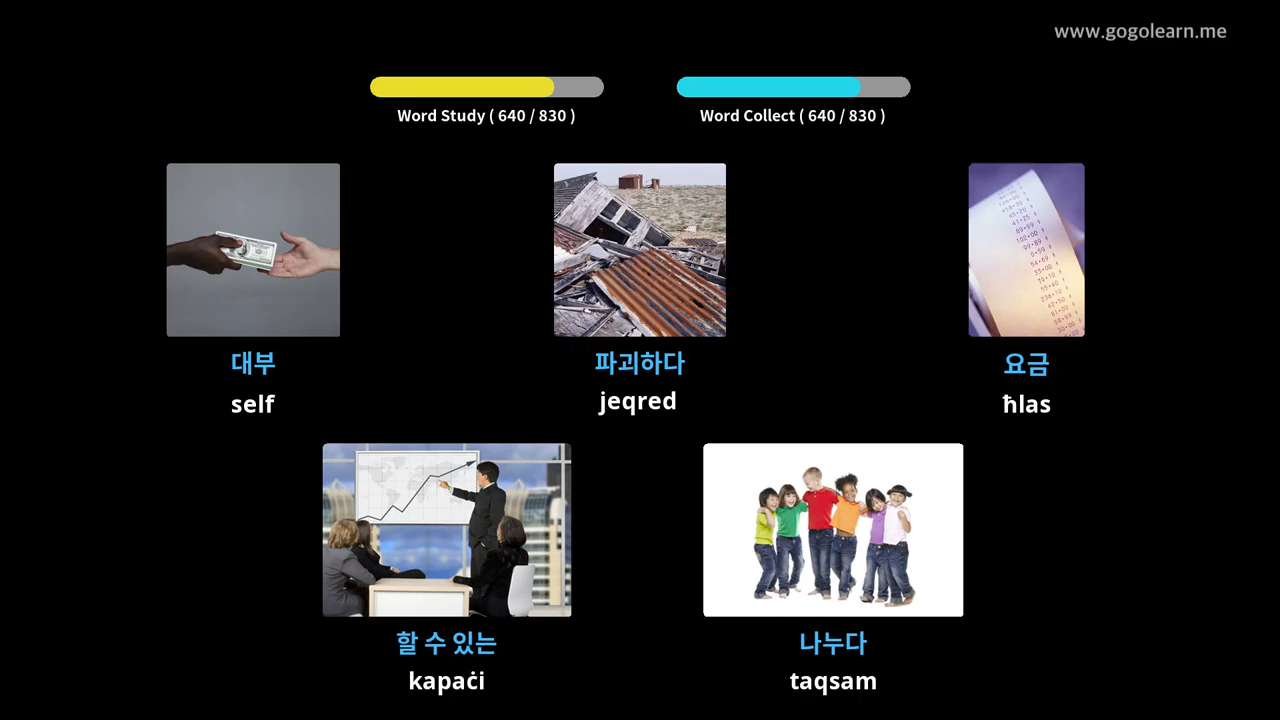 www.gogolearn.me
Word Study ( 640 / 830 )
Word Collect ( 640 / 830 )
대부
self
파괴하다
jeqred
요금
ħlas
할 수 있는
kapaċi
나누다
taqsam